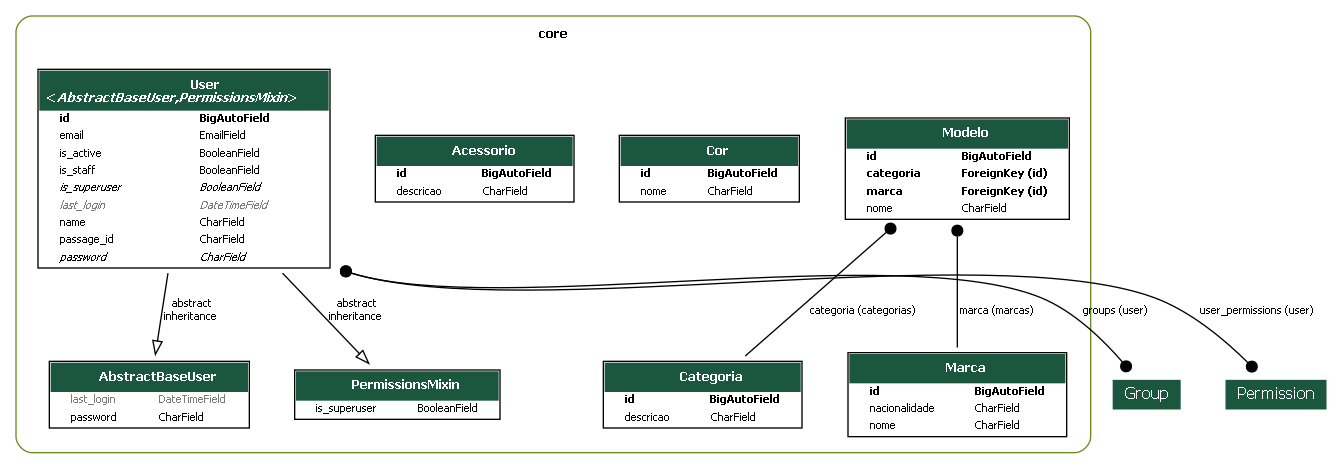 core
User
<AbstractBaseUser,PermissionsMixin>
id BigAutoField
email EmailField
is_active BooleanField
is_staff BooleanField
is_superuser BooleanField
last_login DateTimeField
name CharField
passage_id CharField
password CharField
Acessorio
id BigAutoField
descricao CharField
Cor
id BigAutoField
nome CharField
Modelo
id BigAutoField
categoria ForeignKey (id)
marca ForeignKey (id)
nome CharField
abstract
inheritance
abstract
inheritance
categoria (categorias)
marca (marcas)
groups (user)
user_permissions (user)
AbstractBaseUser
last_login DateTimeField
password CharField
PermissionsMixin
is_superuser BooleanField
Categoria
id BigAutoField
descricao CharField
Marca
id BigAutoField
nacionalidade CharField
nome CharField
Group
Permission